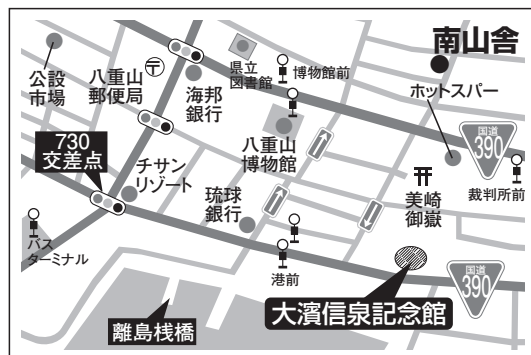 南山舎
公設
市場
八重山
郵便局
海邦
銀行
県立
図書館
博物館前
ホットスパー
730
交差点
チサン
リゾート
八重山
博物館
琉球
銀行
美崎
御嶽
国道
390
裁判所前
バス
ターミナル
港前
国道
390
大濱信泉記念館
離島桟橋